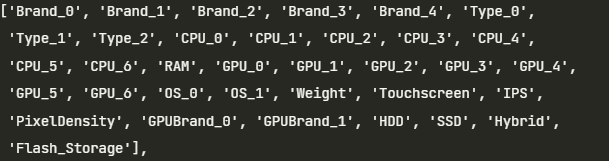 ['Brand_0', 'Brand_1', 'Brand_2', 'Brand_3', 'Brand_4', 'Type_0',
'Type_1', 'Type_2', 'CPU_0', 'CPU_1', 'CPU_2', 'CPU_3', 'CPU_4',
'CPU_5', 'CPU_6', 'RAM', 'GPU_0', 'GPU_1', 'GPU_2', 'GPU_3', 'GPU_4',
'GPU_5', 'GPU_6', 'OS_0', 'OS_1', 'Weight', 'Touchscreen', 'IPS',
'PixelDensity', 'GPUBrand_0', 'GPUBrand_1', 'HDD', 'SSD', 'Hybrid',
'Flash_Storage'],